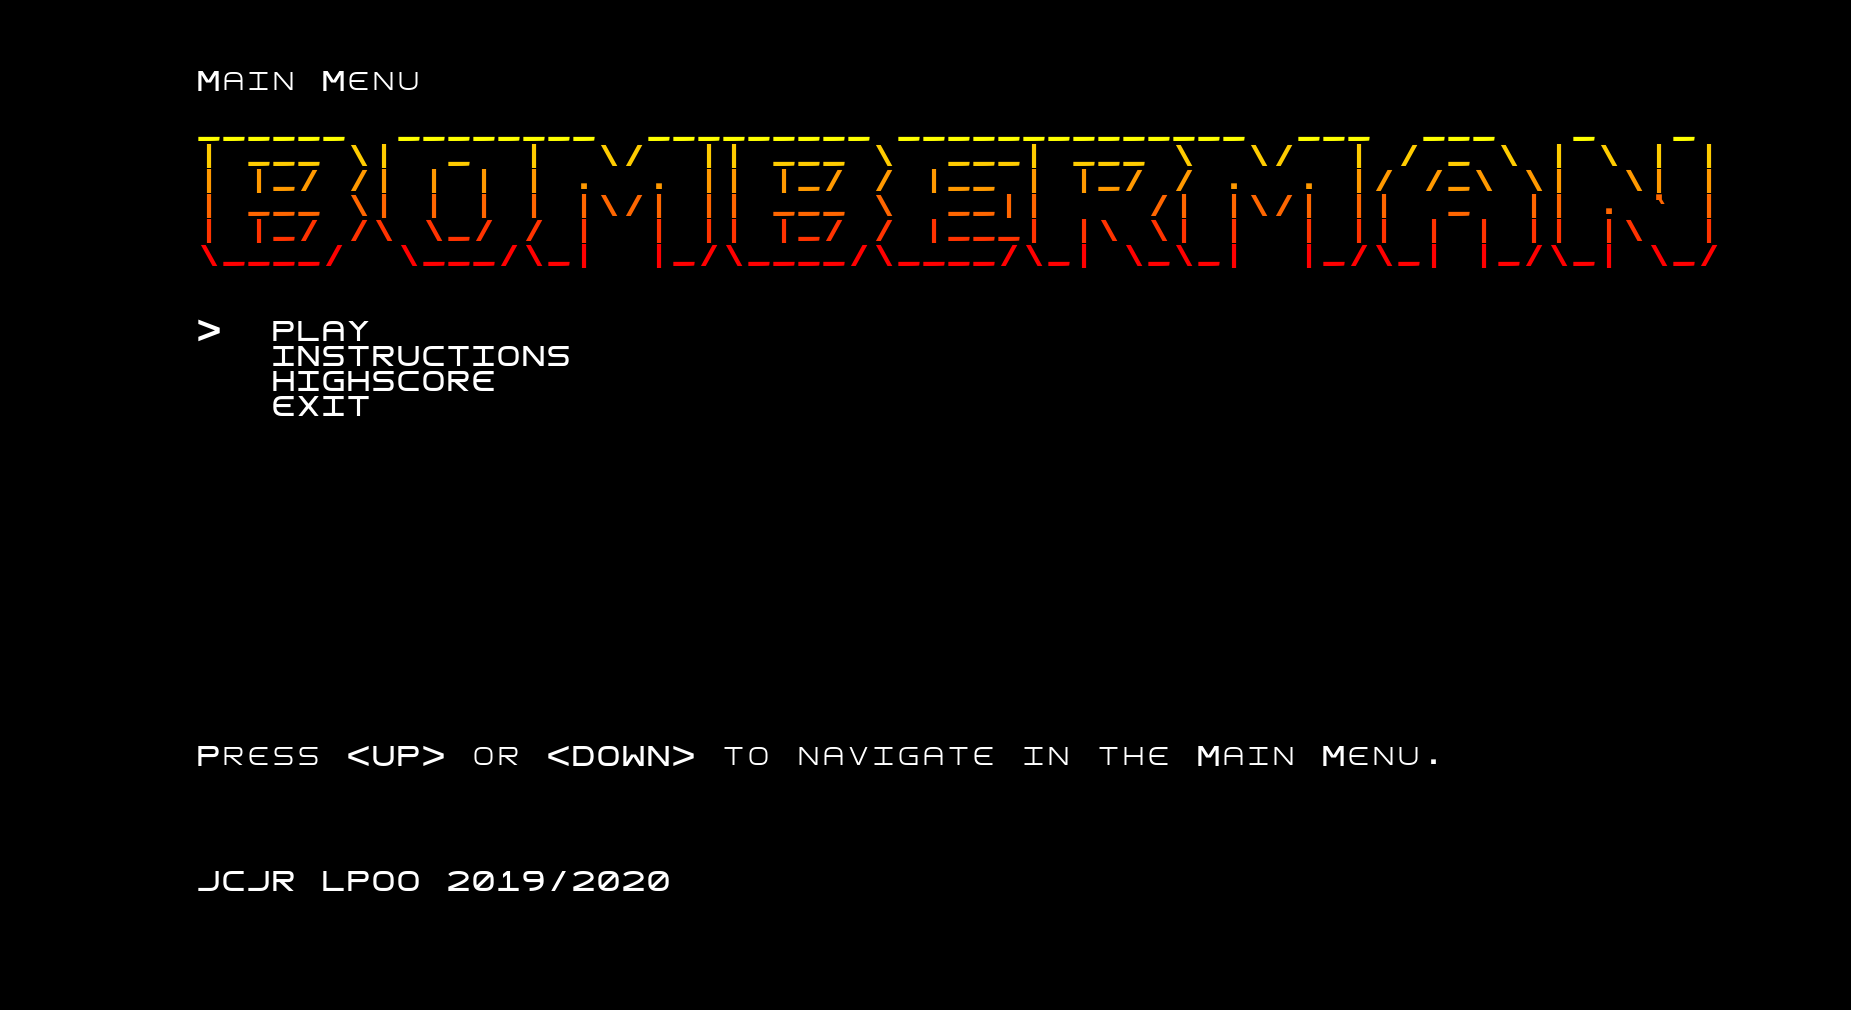 Main Menu
BOMBERMAN
> PLAY
INSTRUCTIONS
HIGHSCORE
EXIT
Press <UP> or <DOWN> to navigate in the Main Menu.
JCJR LPOO 2019/2020